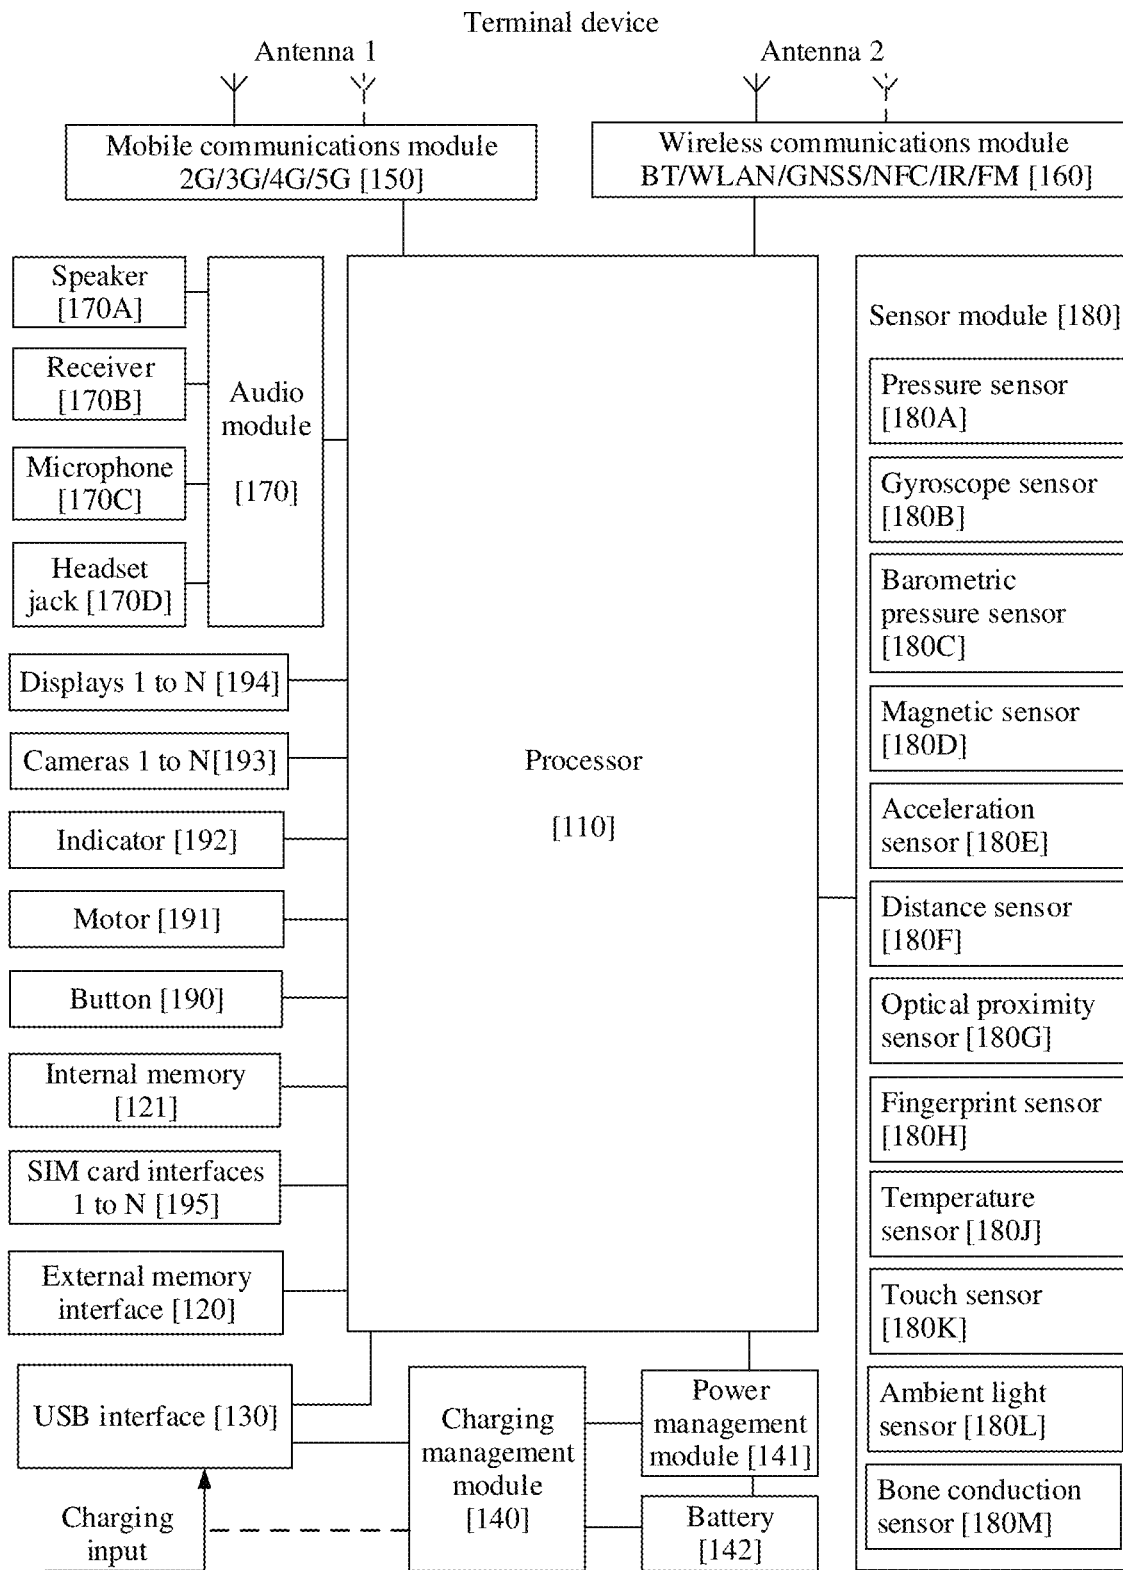 Terminal device
Antenna 1
Antenna 2
Mobile communications module
2G/3G/4G/5G [150]
Wireless communications module
BT/WLAN/GNSS/NFC/IR/FM [160]
Speaker
[170A]
Receiver
[170B]
Microphone
[170C]
Headset
jack [170D]
Audio
module
[170]
Displays 1 to N [194]
Cameras 1 to N[193]
Indicator [192]
Motor [191]
Button [190]
Internal memory
[121]
SIM card interfaces
1 to N [195]
External memory
interface [120]
Processor
[110]
Sensor module [180]
Pressure sensor
[180A]
Gyroscope sensor
[180B]
Barometric
pressure sensor
[180C]
Magnetic sensor
[180D]
Acceleration
sensor [180E]
Distance sensor
[180F]
Optical proximity
sensor [180G]
Fingerprint sensor
[180H]
Temperature
sensor [180J]
Touch sensor
[180K]
Ambient light
sensor [180L]
Bone conduction
sensor [180M]
USB interface [130]
Charging
input
Charging
management
module
[140]
Power
management
module [141]
Battery
[142]